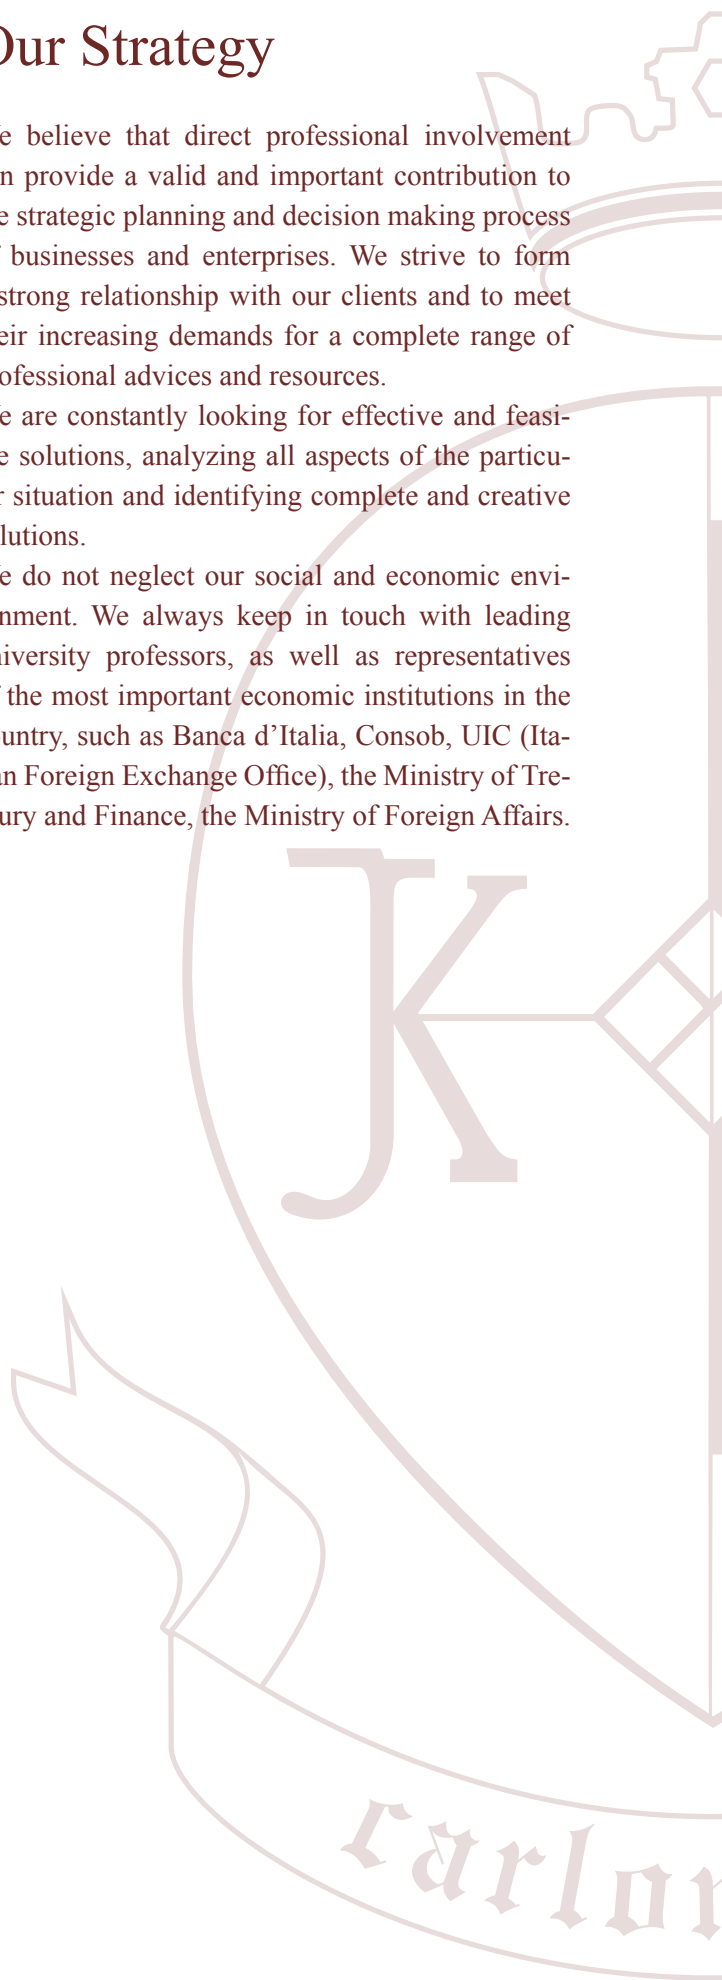 Our Strategy
e believe that direct professional involvement
n provide a valid and important contribution to
e strategic planning and decision making process
businesses and enterprises. We strive to form
strong relationship with our clients and to meet
eir increasing demands for a complete range of
ofessional advices and resources.
e are constantly looking for effective and feasi-
e solutions, analyzing all aspects of the particu-
r situation and identifying complete and creative
lutions.
e do not neglect our social and economic envi-
nment. We always keep in touch with leading
niversity professors, as well as representatives
the most important economic institutions in the
ountry, such as Banca d’Italia, Consob, UIC (Ita-
an Foreign Exchange Office), the Ministry of Tre-
ury and Finance, the Ministry of Foreign Affairs.
JK
carlon